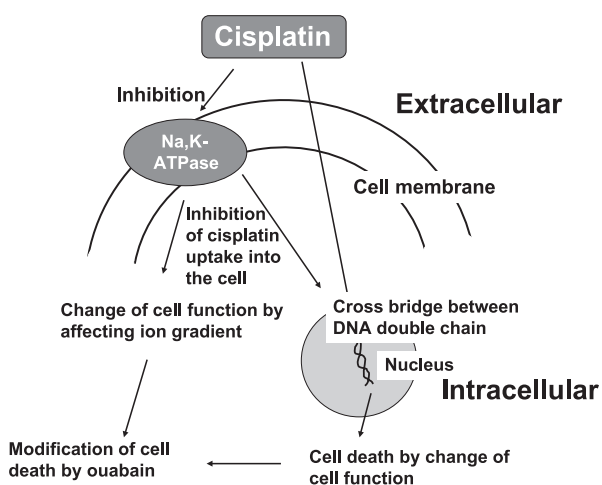 Cisplatin
Inhibition
Extracellular
Na,K-
ATPase
Cell membrane
Inhibition
of cisplatin
uptake into
the cell
Change of cell function by
affecting ion gradient
Cross bridge between
DNA double chain
Nucleus
Intracellular
Modification of cell
death by ouabain
Cell death by change of
cell function